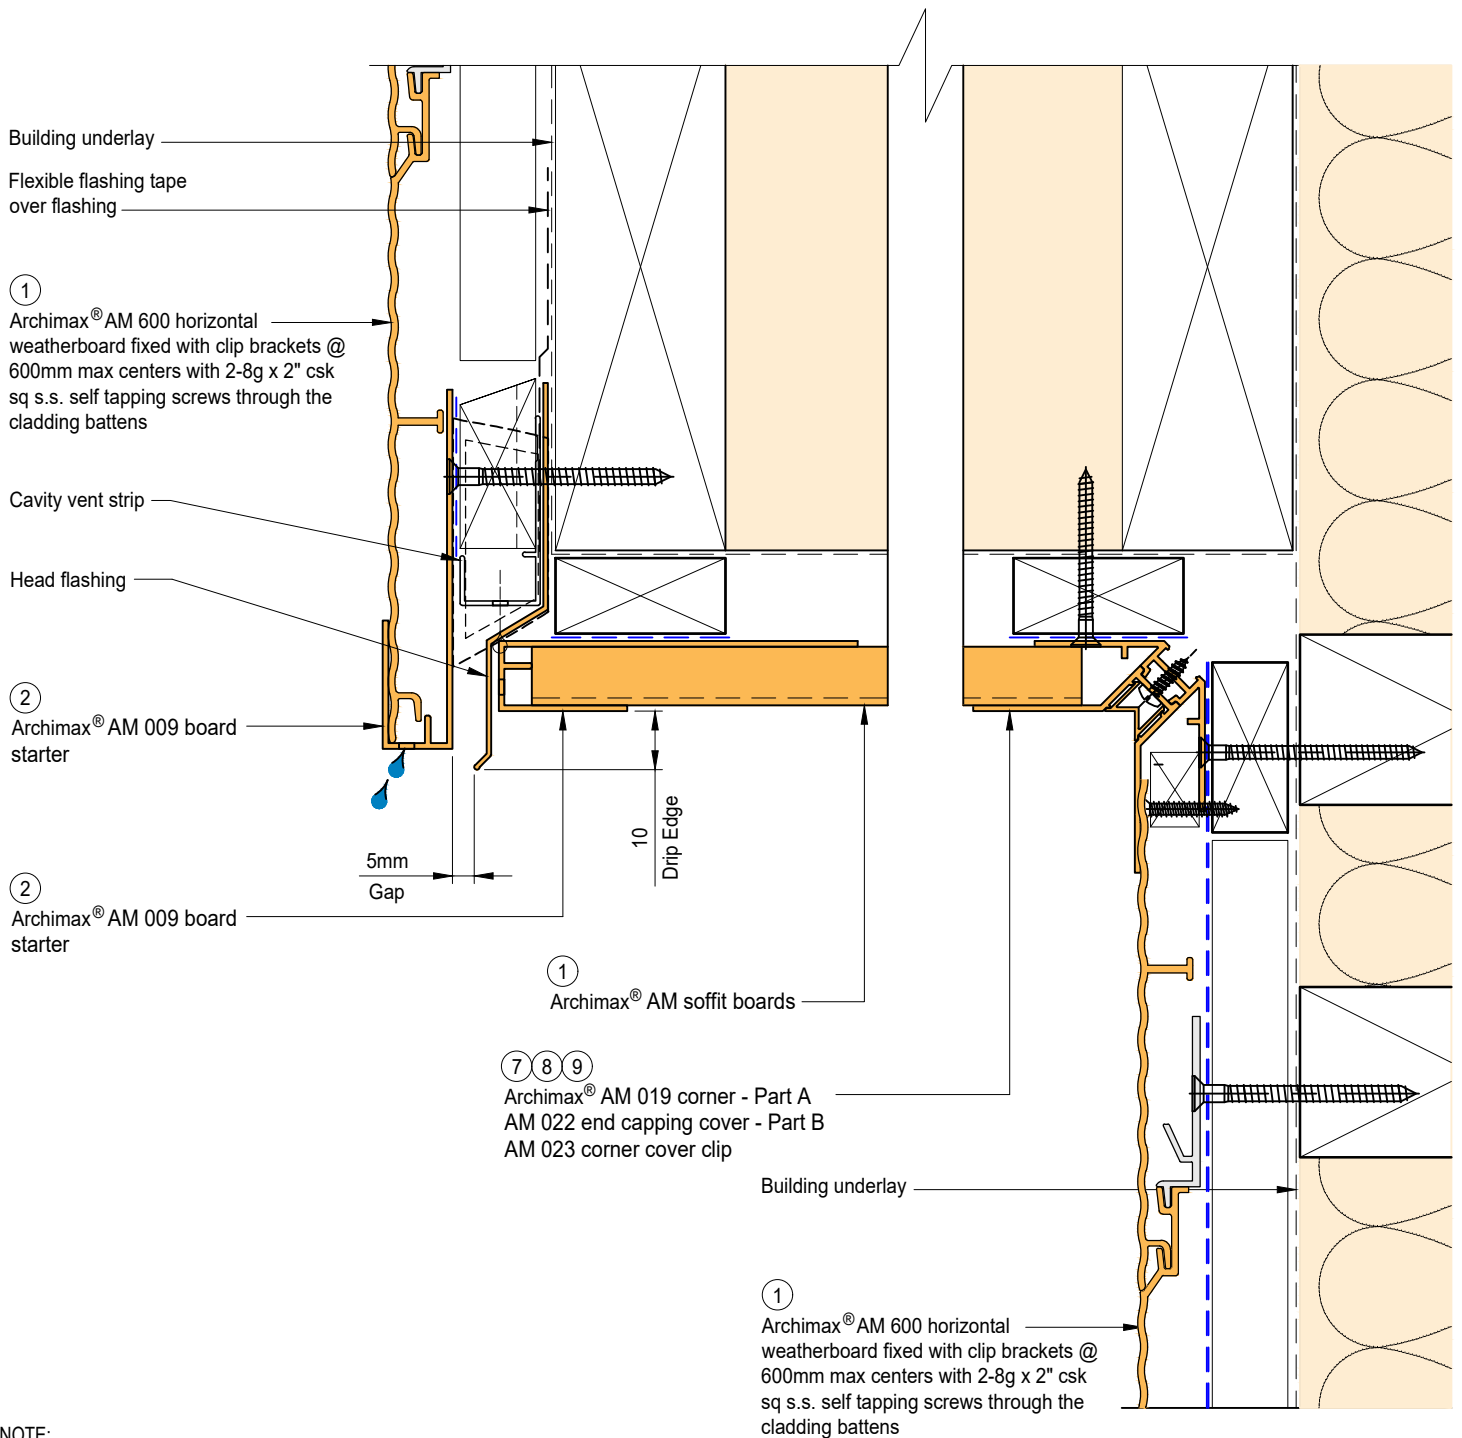 Building underlay
Flexible flashing tape
over flashing
1
Archimax® AM 600 horizontal
weatherboard fixed with clip brackets @
600mm max centers with 2-8g x 2" csk
sq s.s. self tapping screws through the
cladding battens
Cavity vent strip
Head flashing
2
Archimax® AM 009 board
starter
5mm
Gap
10
Drip Edge
2
Archimax® AM 009 board
starter
1
Archimax® AM soffit boards
7 8 9
Archimax® AM 019 corner - Part A
AM 022 end capping cover - Part B
AM 023 corner cover clip
Building underlay
1
Archimax® AM 600 horizontal
weatherboard fixed with clip brackets @
600mm max centers with 2-8g x 2" csk
sq s.s. self tapping screws through the
cladding battens
NOTE: